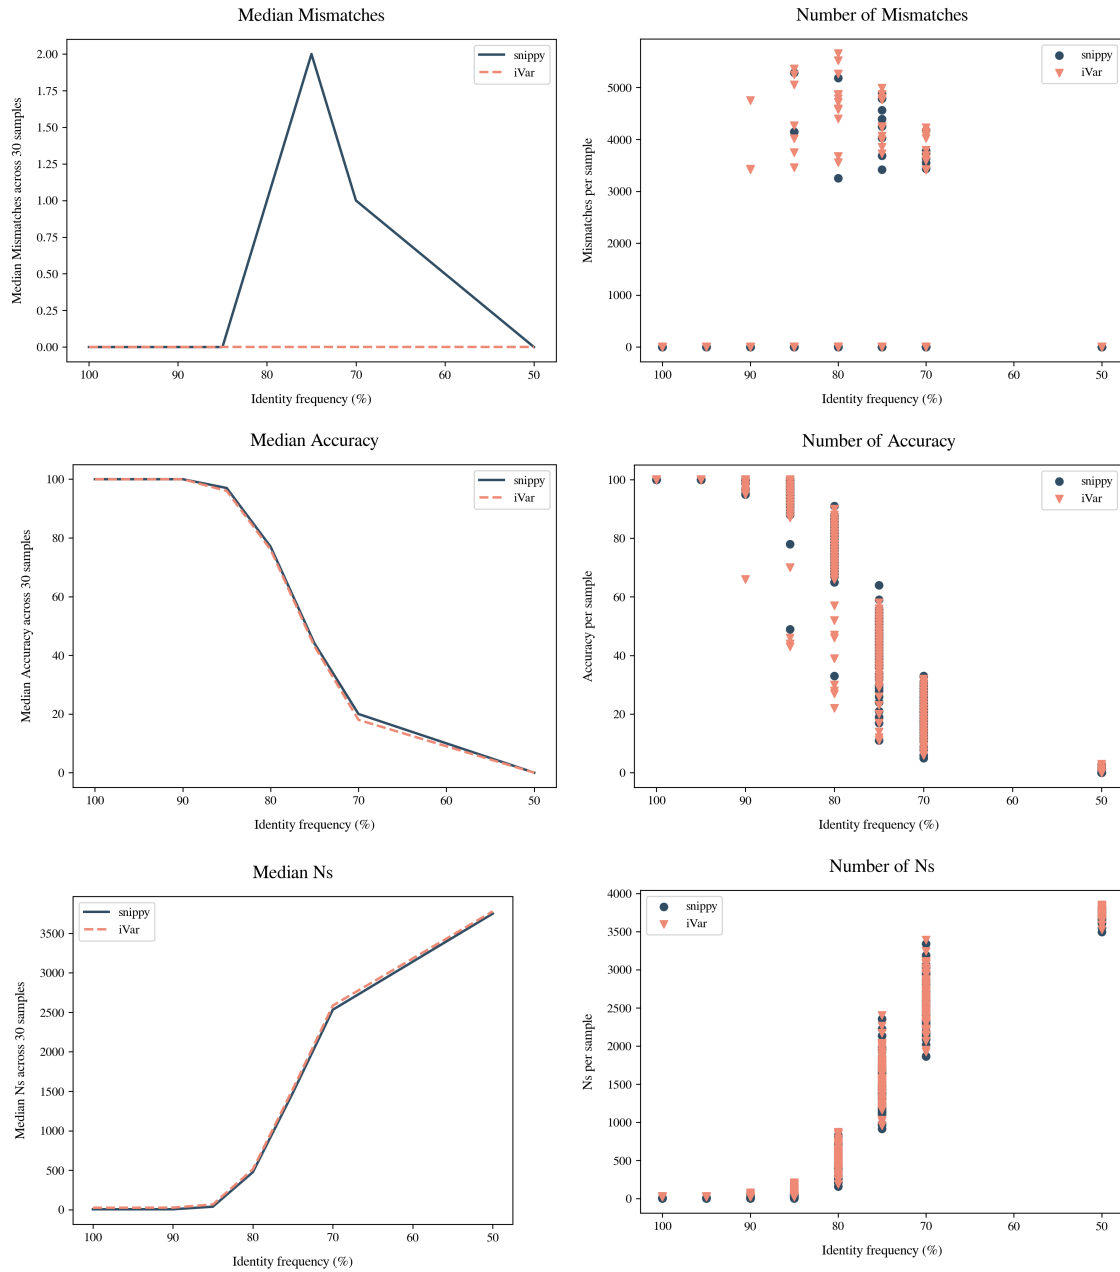 Median Mismatches
Median Mismatches across 30 samples
2.00
1.75
1.50
1.25
1.00
0.75
0.50
0.25
0.00
snippy
iVar
100 90 80 70 60 50
Identity frequency (%)
Number of Mismatches
Mismatches per sample
5000
4000
3000
2000
1000
0
snippy
iVar
100 90 80 70 60 50
Identity frequency (%)
Median Accuracy
Median Accuracy across 30 samples
100
80
60
40
20
0
snippy
iVar
100 90 80 70 60 50
Identity frequency (%)
Number of Accuracy
Accuracy per sample
100
80
60
40
20
0
snippy
iVar
100 90 80 70 60 50
Identity frequency (%)
Median Ns
Median Ns across 30 samples
3500
3000
2500
2000
1500
1000
500
0
snippy
iVar
100 90 80 70 60 50
Identity frequency (%)
Number of Ns
Ns per sample
4000
3500
3000
2500
2000
1500
1000
500
0
snippy
iVar
100 90 80 70 60 50
Identity frequency (%)